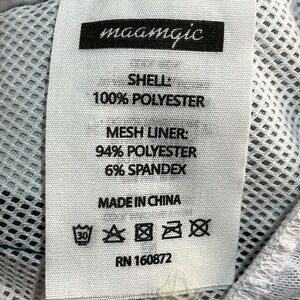 maamgic
SHELL:
100% POLYESTER
MESH LINER:
94% POLYESTER
6% SPANDEX
MADE IN CHINA
30
RN 160872